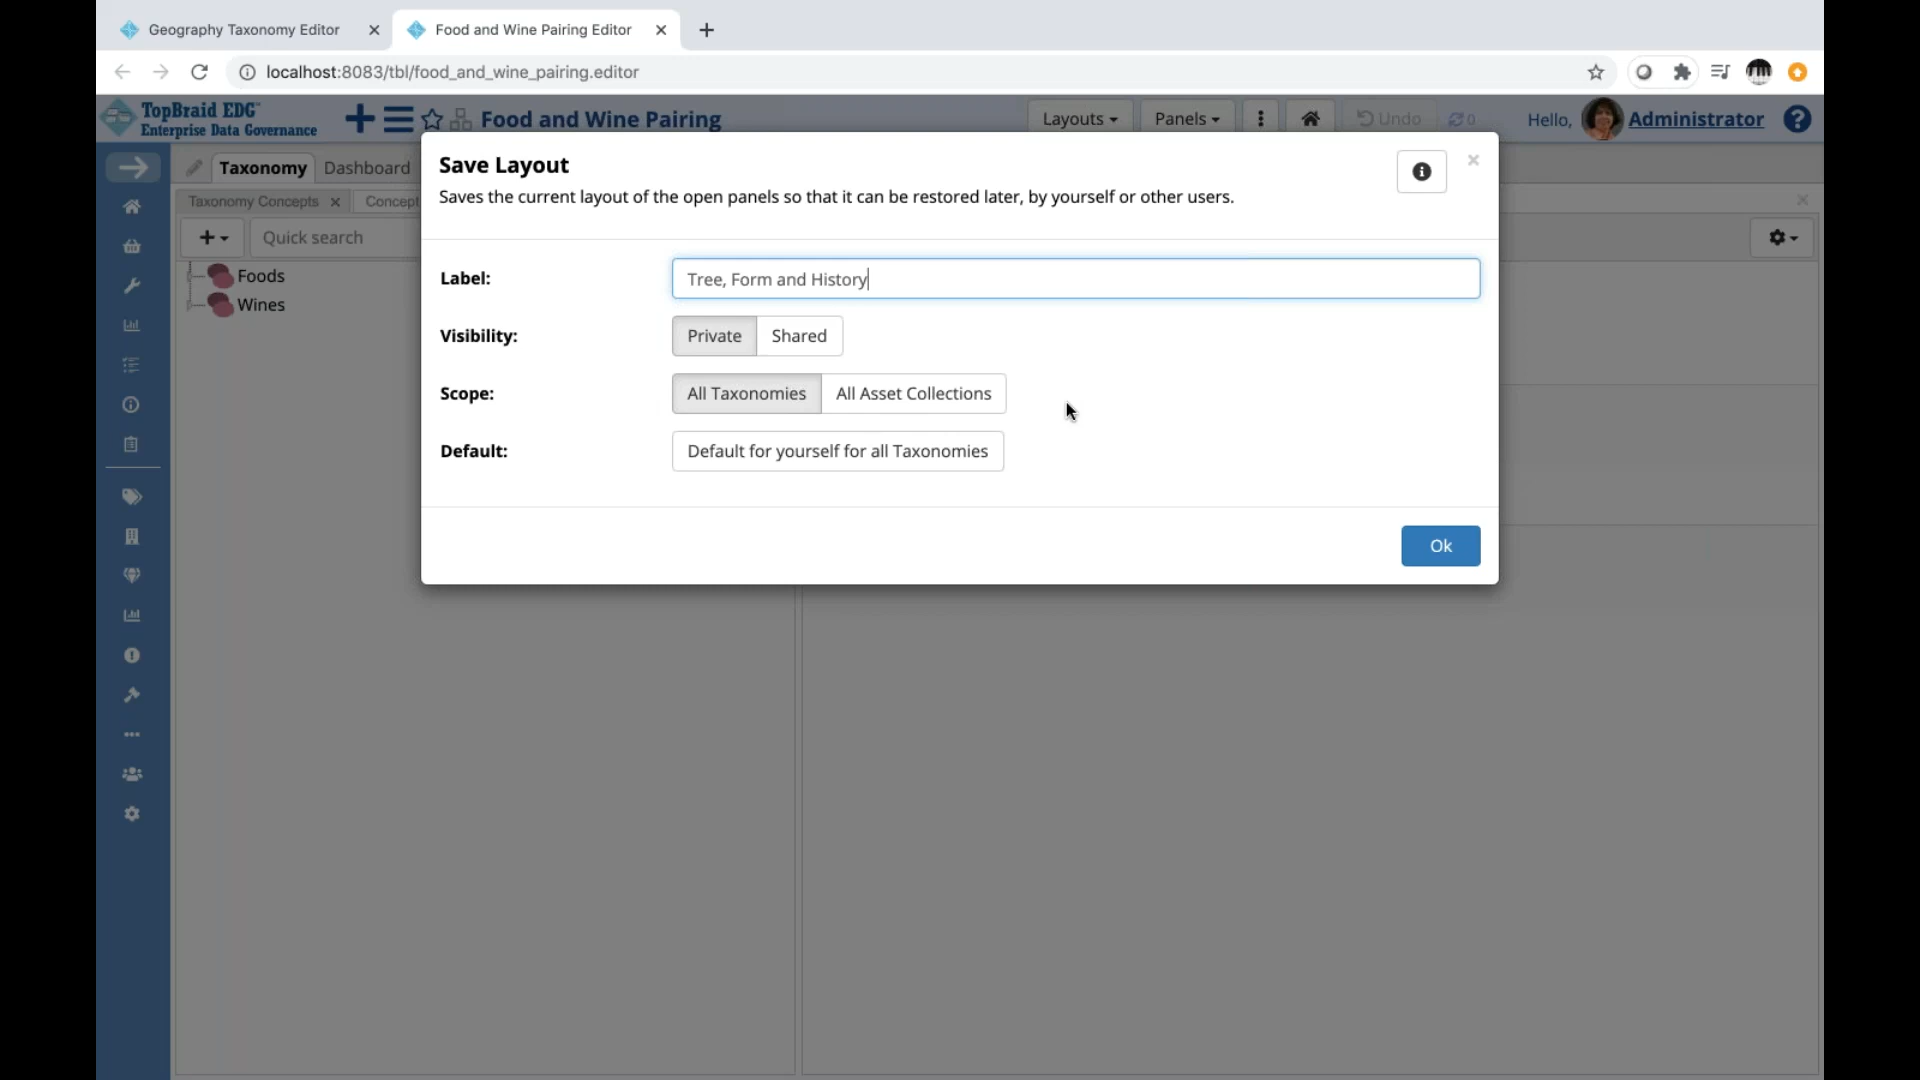 Geography Taxonomy Editor
Food and Wine Pairing Editor
localhost:8083/tbl/food_and_wine_pairing.editor
TopBraid EDC™
Enterprise Data Governance
Food and Wine Pairing
Layouts
Panels
Undo
0
Hello,
Administrator
Taxonomy
Dashboard
Taxonomy Concepts
Concept
Quick search
Foods
Wines
Save Layout
Saves the current layout of the open panels so that it can be restored later, by yourself or other users.
Label:
Tree, Form and History
Visibility:
Private
Shared
Scope:
All Taxonomies
All Asset Collections
Default:
Default for yourself for all Taxonomies
Ok